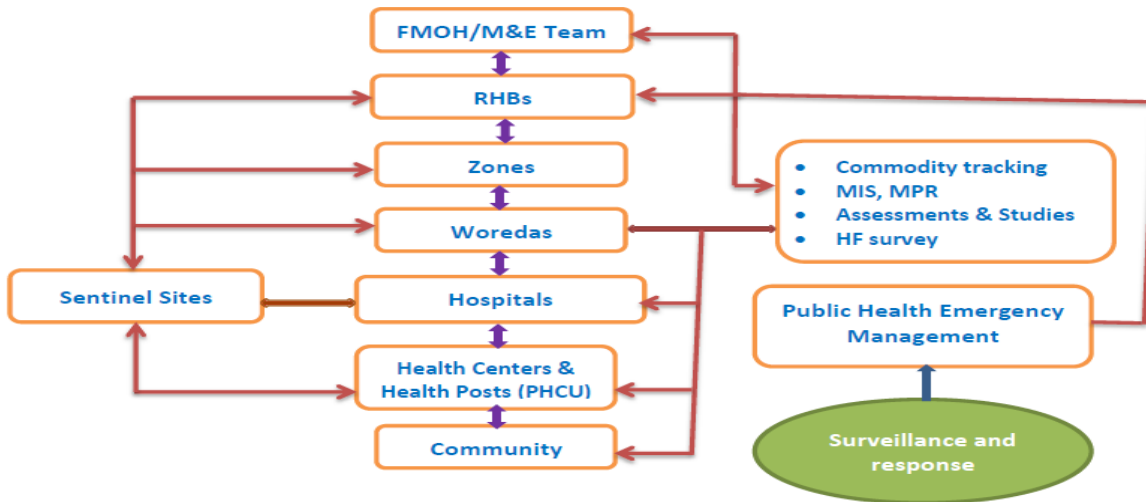 FMOH/M&E Team
RHBs
Zones
Woredas
Sentinel Sites
Hospitals
Health Centers &
Health Posts (PHCU)
Community
• Commodity tracking
• MIS, MPR
• Assessments & Studies
• HF survey
Public Health Emergency
Management
Surveillance and
response